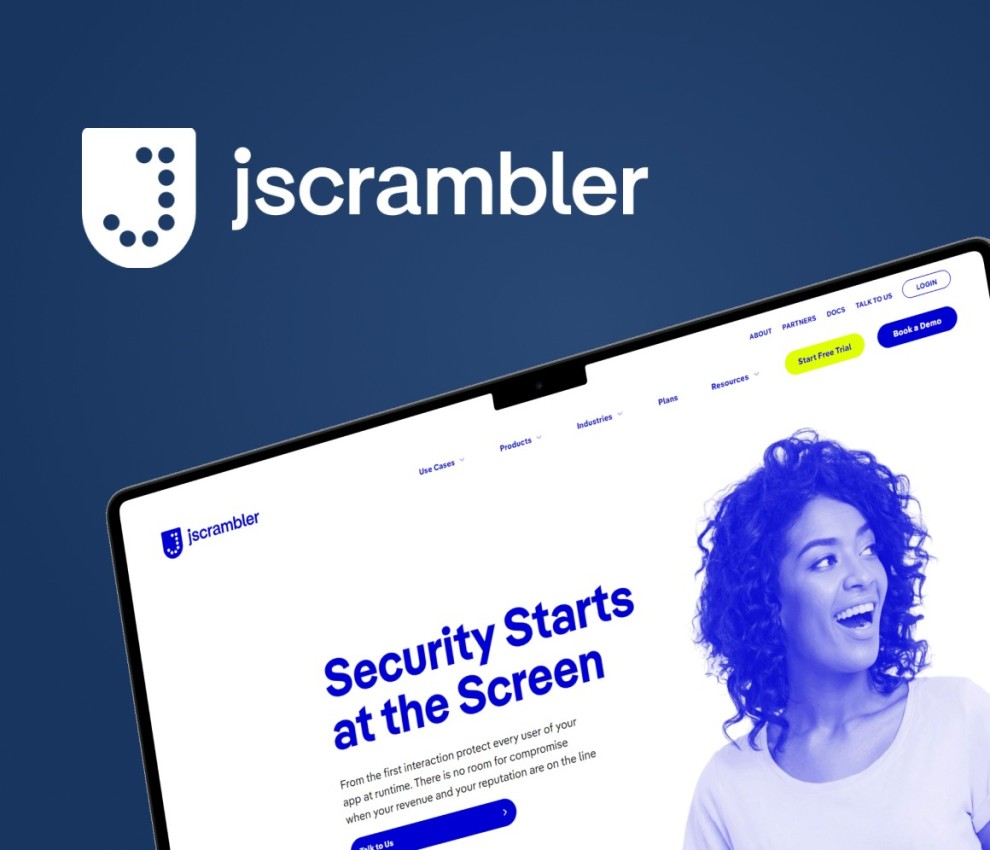 jscrambler
ABOUT PARTNERS DOCS TALK TO US LOGIN
Use Cases Products Industries Plans Resources Start Free Trial Book a Demo
jscrambler
Security Starts
at the Screen
From the first interaction protect every user of your
app at runtime. There is no room for compromise
when your revenue and your reputation are on the line
Talk to Us